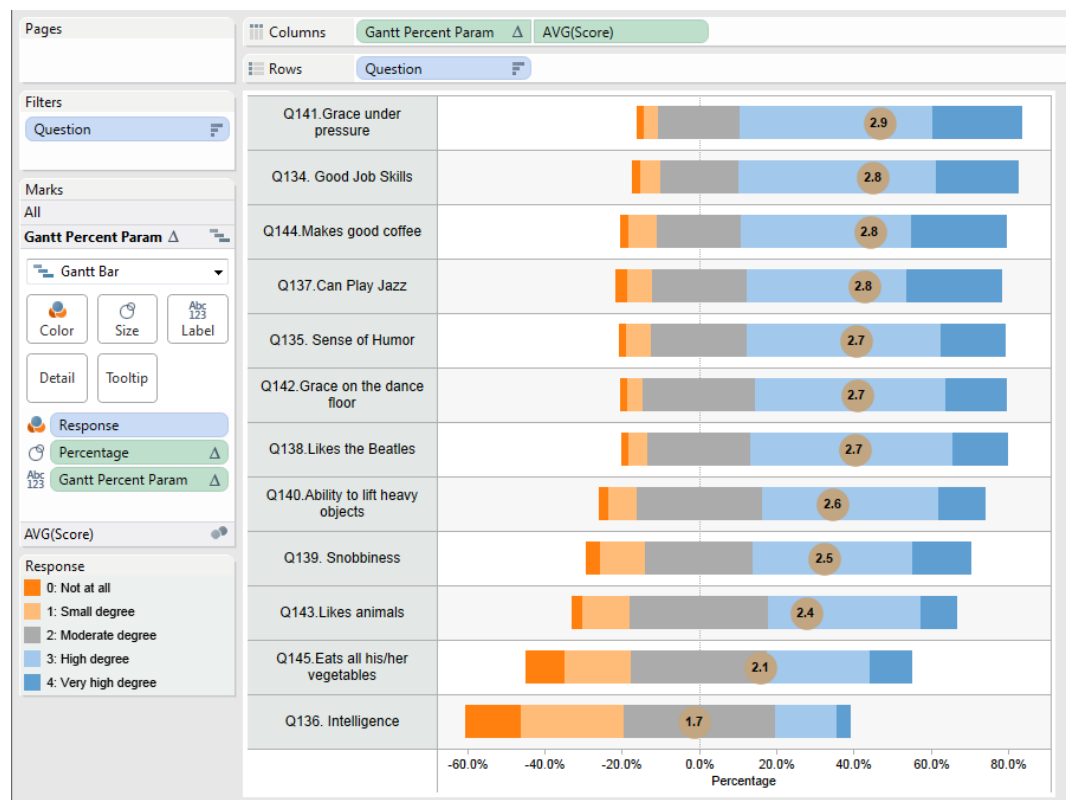 Pages
Columns
Gantt Percent Param Δ
AVG(Score)
Rows
Question
Filters
Question
Marks
All
Gantt Percent Param Δ
Gantt Bar
Color
Size
Abc
123
Label
Detail
Tooltip
Response
Percentage Δ
Abc
123
Gantt Percent Param Δ
AVG(Score)
Response
0: Not at all
1: Small degree
2: Moderate degree
3: High degree
4: Very high degree
Q141.Grace under
pressure
2.9
Q134. Good Job Skills
2.8
Q144.Makes good coffee
2.8
Q137.Can Play Jazz
2.8
Q135. Sense of Humor
2.7
Q142.Grace on the dance
floor
2.7
Q138.Likes the Beatles
2.7
Q140.Ability to lift heavy
objects
2.6
Q139. Snobbiness
2.5
Q143.Likes animals
2.4
Q145.Eats all his/her
vegetables
2.1
Q136. Intelligence
1.7
-60.0% -40.0% -20.0% 0.0% 20.0% 40.0% 60.0% 80.0%
Percentage